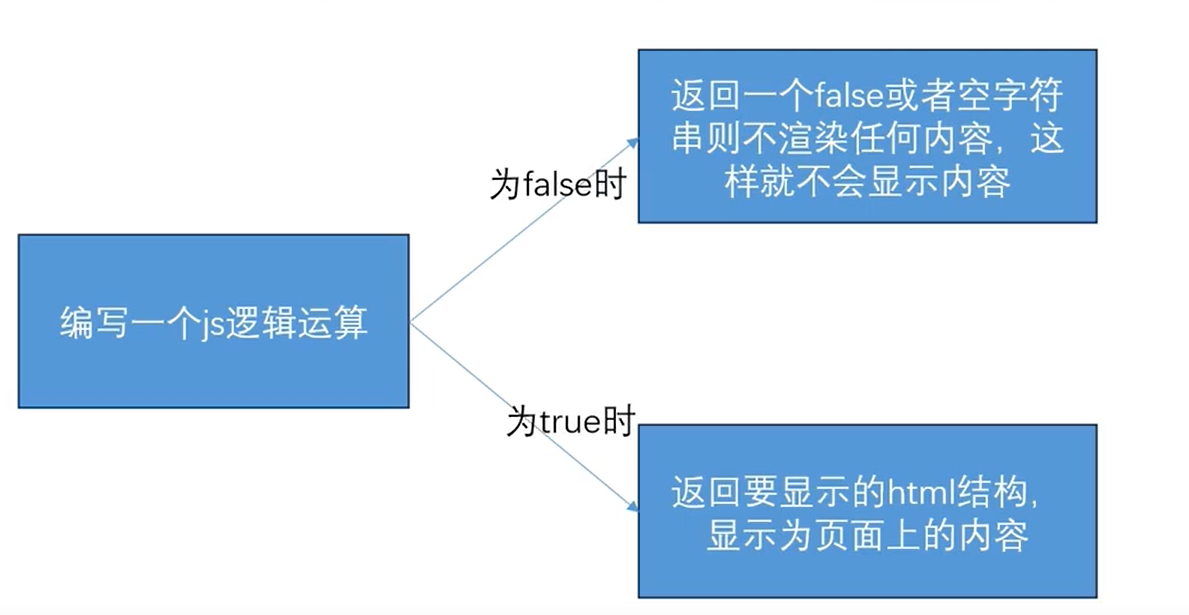 返回一个false或者空字符
串则不渲染任何内容，这
样就不会显示内容
为false时
编写一个js逻辑运算
为true时
返回要显示的html结构，
显示为页面上的内容